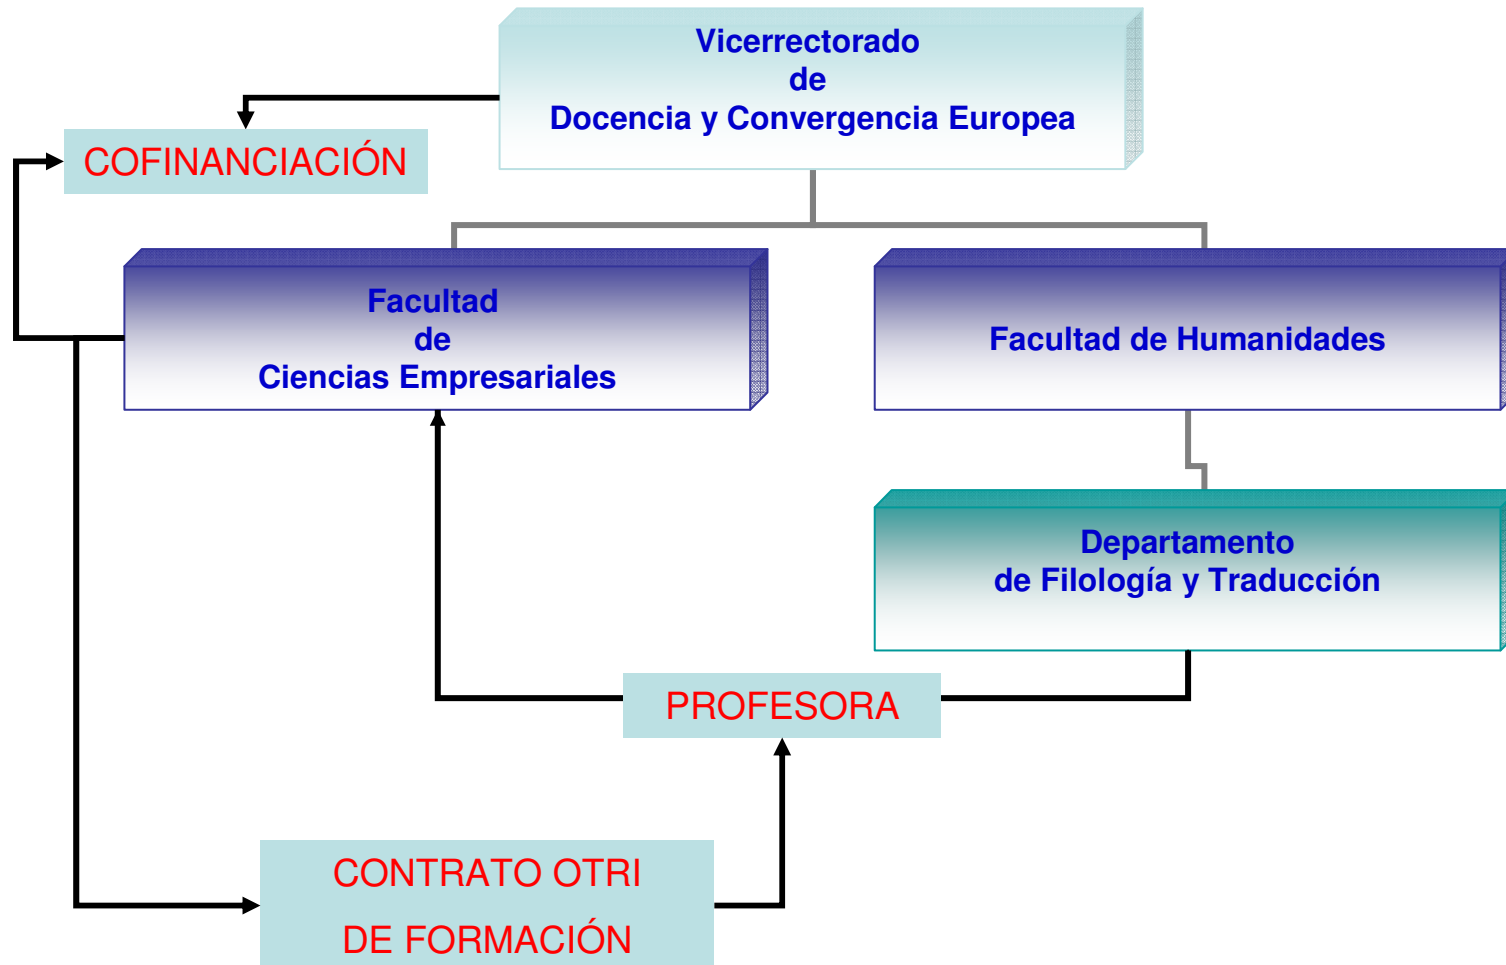 Vicerrectorado
de
Docencia y Convergencia Europea
COFINANCIACIÓN
Facultad
de
Ciencias Empresariales
Facultad de Humanidades
Departamento
de Filología y Traducción
PROFESORA
CONTRATO OTRI
DE FORMACIÓN